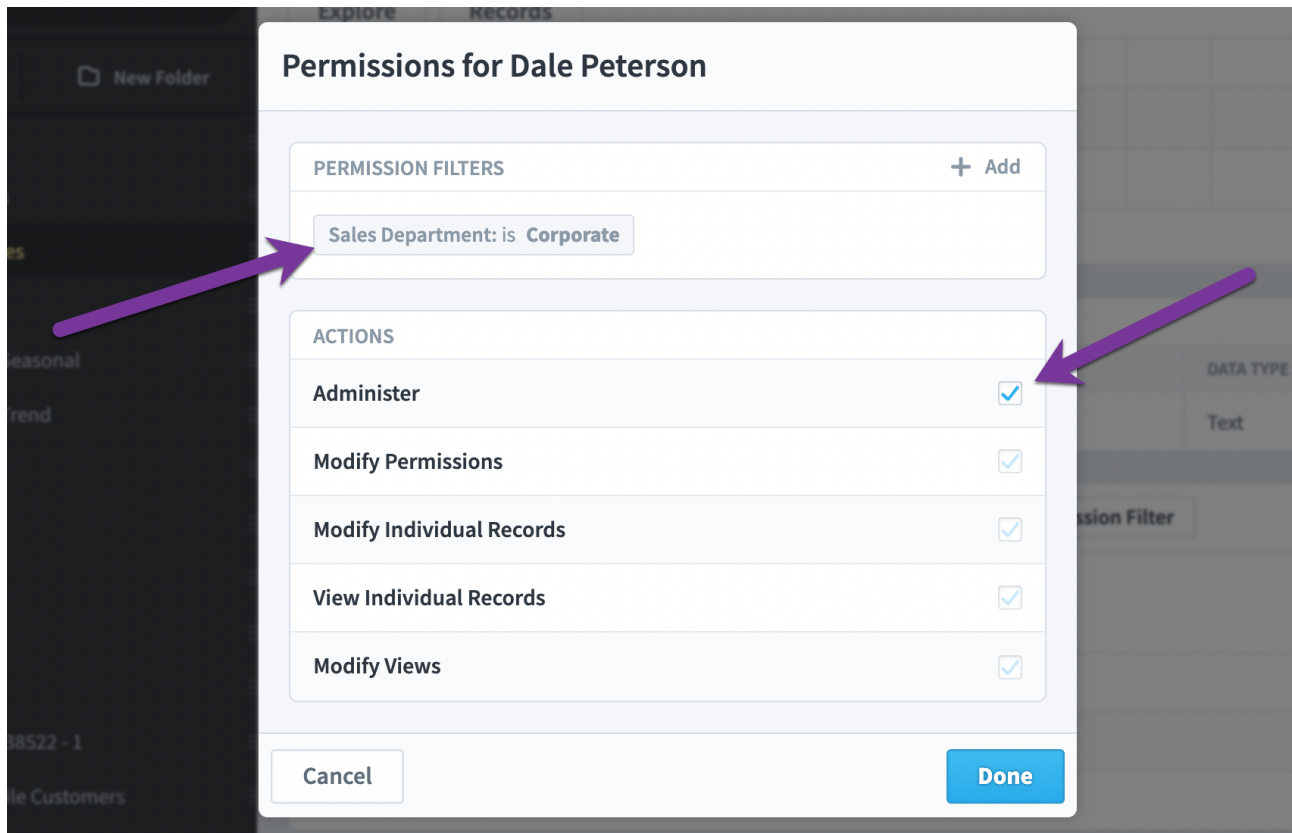 Explore Records
New Folder
Permissions for Dale Peterson
PERMISSION FILTERS
+ Add
Sales Department: is Corporate
es
ACTIONS
Administer
Seasonal
DATA TYPE
Trend
Text
Modify Permissions
Modify Individual Records
ssion Filter
View Individual Records
Modify Views
38522 - 1
Cancel
Done
le Customers